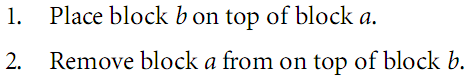 1. Place block b on top of block a.
2. Remove block a from on top of block b.